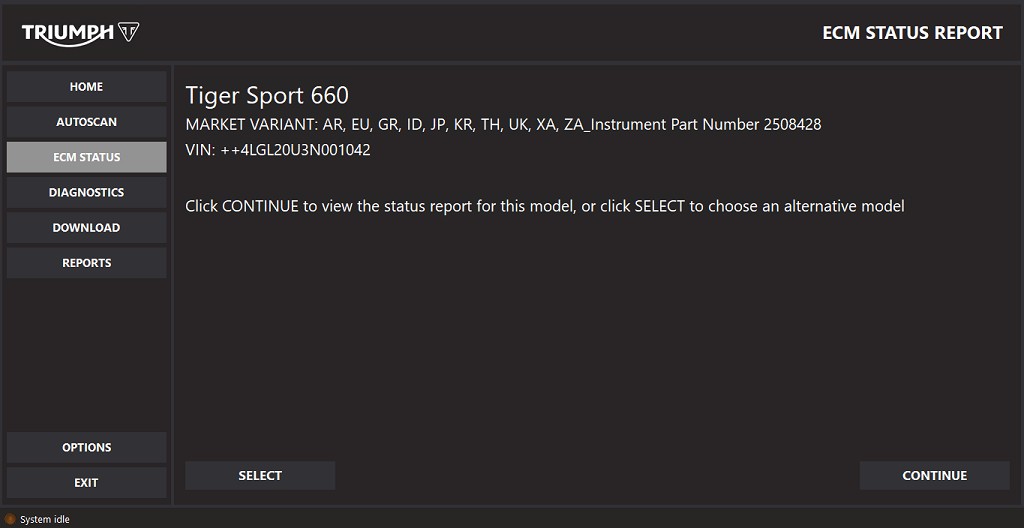 TRIUMPH
ECM STATUS REPORT
HOME
AUTOSCAN
ECM STATUS
DIAGNOSTICS
DOWNLOAD
REPORTS
OPTIONS
EXIT
Tiger Sport 660
MARKET VARIANT: AR, EU, GR, ID, JP, KR, TH, UK, XA, ZA_Instrument Part Number 2508428
VIN: ++4LGL20U3N001042
Click CONTINUE to view the status report for this model, or click SELECT to choose an alternative model
SELECT
CONTINUE
System idle